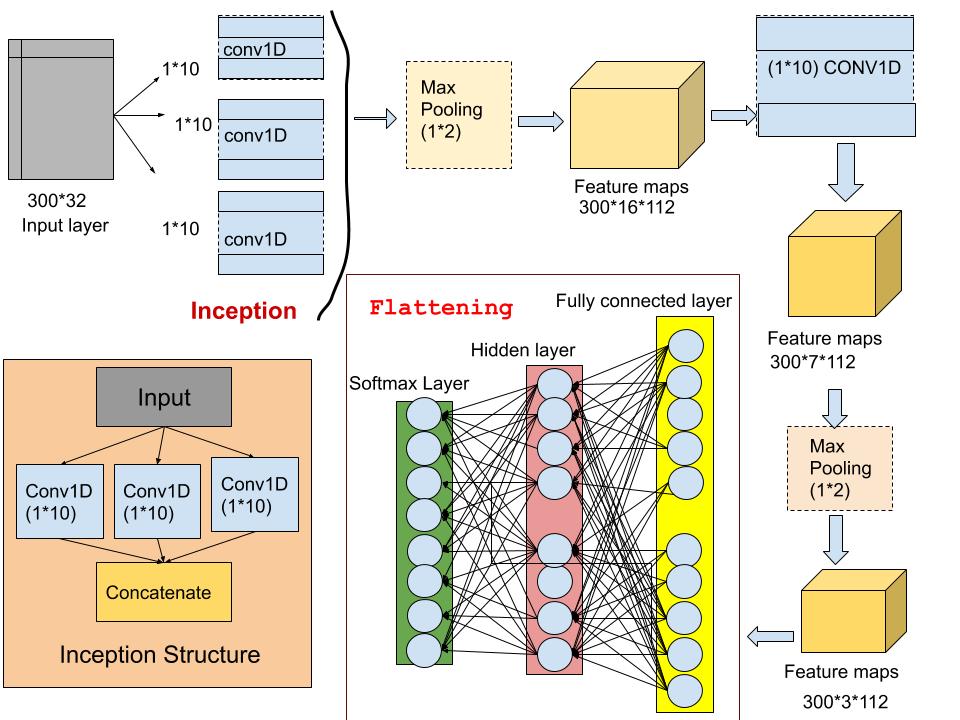 300*32
Input layer
1*10
1*10
1*10
conv1D
conv1D
conv1D
Inception
Max
Pooling
(1*2)
Feature maps
300*16*112
(1*10) CONV1D
Feature maps
300*7*112
Max
Pooling
(1*2)
Feature maps
300*3*112
Flattening
Fully connected layer
Hidden layer
Softmax Layer
Input
Conv1D
(1*10)
Conv1D
(1*10)
Conv1D
(1*10)
Concatenate
Inception Structure